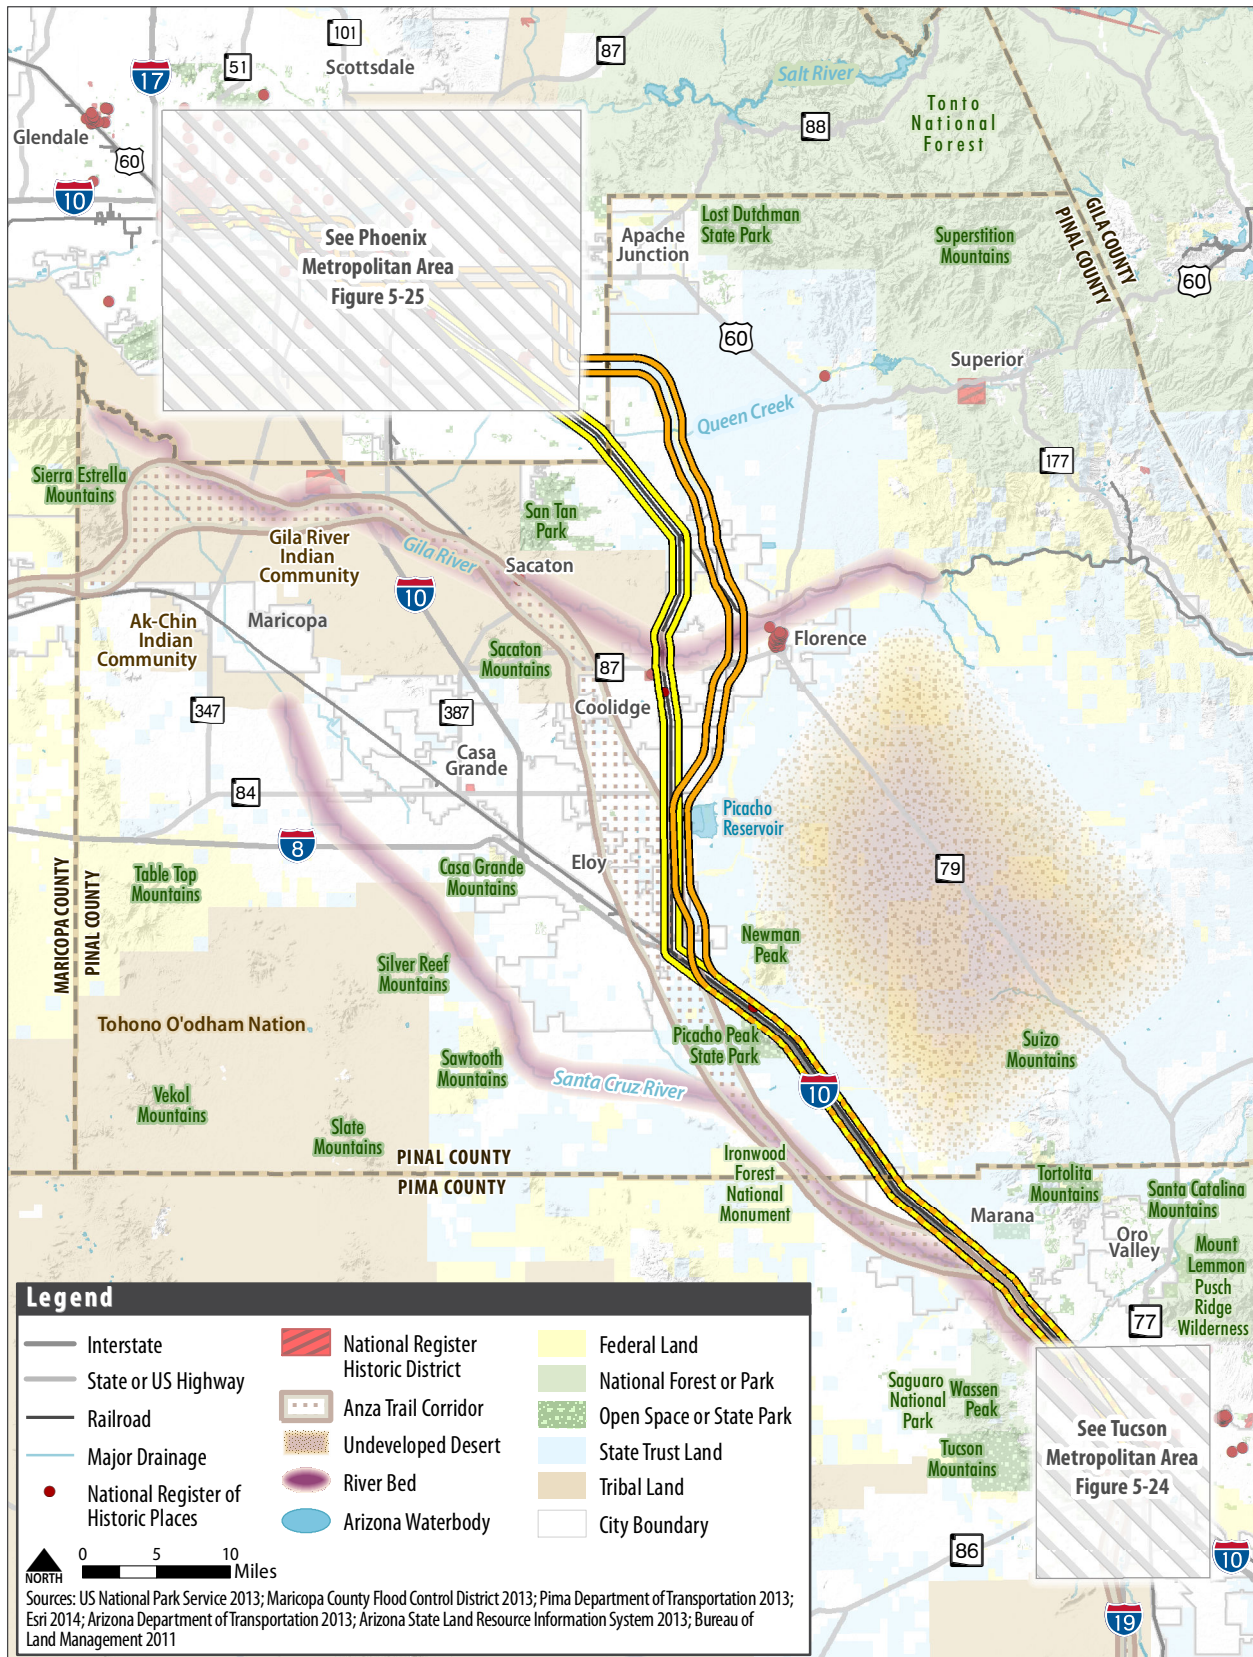 101
87
51
Scottsdale
17
Salt River
Tonto
National
Forest
88
Glendale
60
10
Lost Dutchman
State Park
Apache
Junction
Superstition
Mountains
GILA COUNTY
PINAL COUNTY
See Phoenix
Metropolitan Area
Figure 5-25
60
60
Superior
Queen Creek
177
Sierra Estrella
Mountains
San Tan
Park
Gila River
Indian
Community
Gila River
Sacaton
10
Ak-Chin
Indian
Community
Maricopa
Florence
Sacaton
Mountains
87
Coolidge
347
387
Casa
Grande
84
Picacho
Reservoir
8
Eloy
Table Top
Mountains
Casa Grande
Mountains
79
MARICOPA COUNTY
PINAL COUNTY
Newman
Peak
Silver Reef
Mountains
Tohono O'odham Nation
Picacho Peak
State Park
Suizo
Mountains
Sawtooth
Mountains
Santa Cruz River
10
Vekol
Mountains
Slate
Mountains
PINAL COUNTY
PIMA COUNTY
Ironwood
Forest
National
Monument
Tortolita
Mountains
Santa Catalina
Mountains
Marana
Oro
Valley
Mount
Lemmon
Pusch
Ridge
Wilderness
77
Saguaro
National
Park
Wassen
Peak
Tucson
Mountains
See Tucson
Metropolitan Area
Figure 5-24
86
10
19
Legend
Interstate
State or US Highway
Railroad
Major Drainage
National Register of
Historic Places
National Register
Historic District
Anza Trail Corridor
Undeveloped Desert
River Bed
Arizona Waterbody
Federal Land
National Forest or Park
Open Space or State Park
State Trust Land
Tribal Land
City Boundary
NORTH
0 5 10
Miles
Sources: US National Park Service 2013; Maricopa County Flood Control District 2013; Pima Department of Transportation 2013;
Esri 2014; Arizona Department of Transportation 2013; Arizona State Land Resource Information System 2013; Bureau of
Land Management 2011